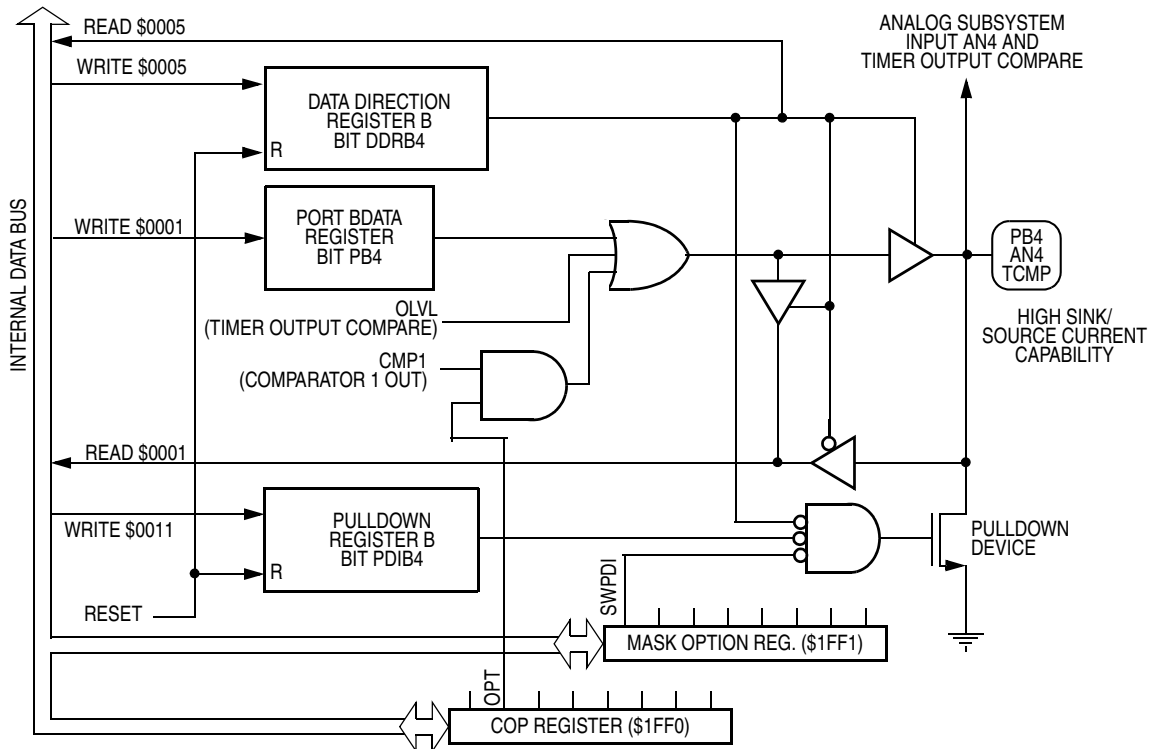 READ $0005
WRITE $0005
DATA DIRECTION
REGISTER B
BIT DDRB4
R
ANALOG SUBSYSTEM
INPUT AN4 AND
TIMER OUTPUT COMPARE
INTERNAL DATA BUS
WRITE $0001
PORT BDATA
REGISTER
BIT PB4
PB4
AN4
TCMP
OLVL
(TIMER OUTPUT COMPARE)
HIGH SINK/
SOURCE CURRENT
CAPABILITY
CMP1
(COMPARATOR 1 OUT)
READ $0001
WRITE $0011
PULLDOWN
REGISTER B
BIT PDIB4
R
PULLDOWN
DEVICE
RESET
SWPDI
MASK OPTION REG. ($1FF1)
OPT
COP REGISTER ($1FF0)